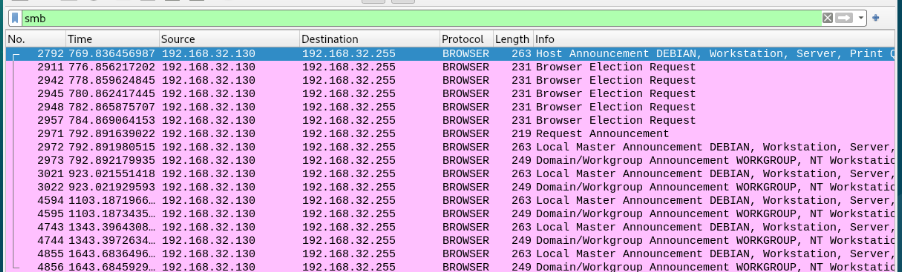 smb
No. Time Source Destination Protocol Length Info
2792 769.836456987 192.168.32.130 192.168.32.255 BROWSER 263 Host Announcement DEBIAN, Workstation, Server, Print
2911 776.856217202 192.168.32.130 192.168.32.255 BROWSER 231 Browser Election Request
2942 778.859624845 192.168.32.130 192.168.32.255 BROWSER 231 Browser Election Request
2945 780.862417445 192.168.32.130 192.168.32.255 BROWSER 231 Browser Election Request
2948 782.865875707 192.168.32.130 192.168.32.255 BROWSER 231 Browser Election Request
2957 784.869064153 192.168.32.130 192.168.32.255 BROWSER 231 Browser Election Request
2971 792.891639022 192.168.32.130 192.168.32.255 BROWSER 219 Request Announcement
2972 792.891980515 192.168.32.130 192.168.32.255 BROWSER 263 Local Master Announcement DEBIAN, Workstation, Server,
2973 792.892179935 192.168.32.130 192.168.32.255 BROWSER 249 Domain/Workgroup Announcement WORKGROUP, NT Workstatio
3021 923.021551418 192.168.32.130 192.168.32.255 BROWSER 263 Local Master Announcement DEBIAN, Workstation, Server,
3022 923.021929593 192.168.32.130 192.168.32.255 BROWSER 249 Domain/Workgroup Announcement WORKGROUP, NT Workstatio
4594 1103.1871966… 192.168.32.130 192.168.32.255 BROWSER 263 Local Master Announcement DEBIAN, Workstation, Server,
4595 1103.1873435… 192.168.32.130 192.168.32.255 BROWSER 249 Domain/Workgroup Announcement WORKGROUP, NT Workstatio
4743 1343.3964308… 192.168.32.130 192.168.32.255 BROWSER 263 Local Master Announcement DEBIAN, Workstation, Server,
4744 1343.3972634… 192.168.32.130 192.168.32.255 BROWSER 249 Domain/Workgroup Announcement WORKGROUP, NT Workstatio
4855 1643.6836496… 192.168.32.130 192.168.32.255 BROWSER 263 Local Master Announcement DEBIAN, Workstation, Server,
4856 1643.6845929… 192.168.32.130 192.168.32.255 BROWSER 249 Domain/Workgroup Announcement WORKGROUP, NT Workstatio